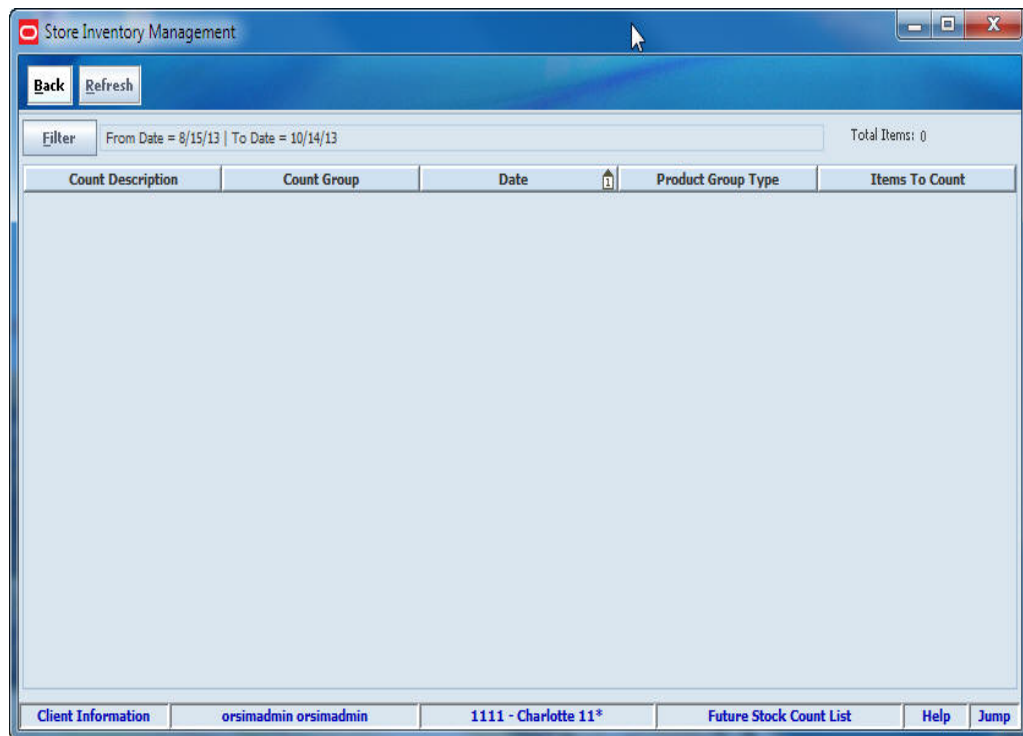 Store Inventory Management
Back Refresh
Filter From Date = 8/15/13 | To Date = 10/14/13 Total Items: 0
Count Description Count Group Date 1 Product Group Type Items To Count
Client Information orsimadmin orsimadmin 1111 - Charlotte 11* Future Stock Count List Help Jump